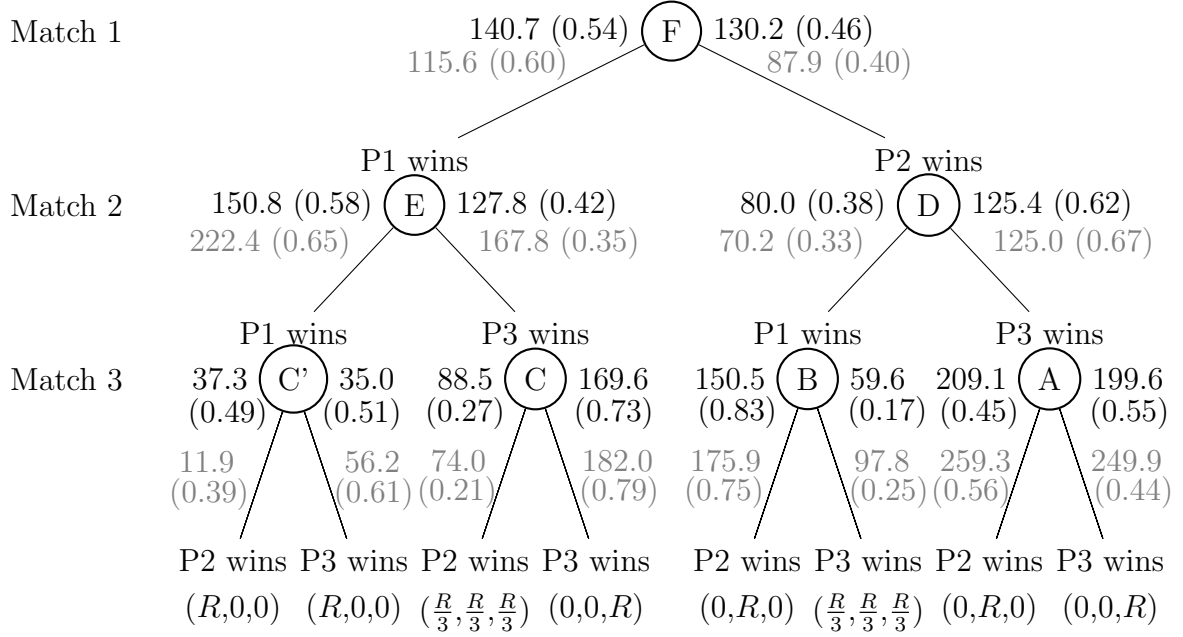 Match 1 140.7 (0.54) F 130.2 (0.46)
115.6 (0.60) 87.9 (0.40)
P1 wins P2 wins
Match 2 150.8 (0.58) E 127.8 (0.42) 80.0 (0.38) D 125.4 (0.62)
222.4 (0.65) 167.8 (0.35) 70.2 (0.33) 125.0 (0.67)
P1 wins P3 wins P1 wins P3 wins
Match 3 37.3 C' 35.0 88.5 C 169.6 150.5 B 59.6 209.1 A 199.6
(0.49) (0.51) (0.27) (0.73) (0.83) (0.17) (0.45) (0.55)
11.9 56.2 74.0 182.0 175.9 97.8 259.3 249.9
(0.39) (0.61) (0.21) (0.79) (0.75) (0.25) (0.56) (0.44)
P2 wins P3 wins P2 wins P3 wins P2 wins P3 wins P2 wins P3 wins
(R,0,0) (R,0,0) (R/3,R/3,R/3) (0,0,R) (0,R,0) (R/3,R/3,R/3) (0,R,0) (0,0,R)